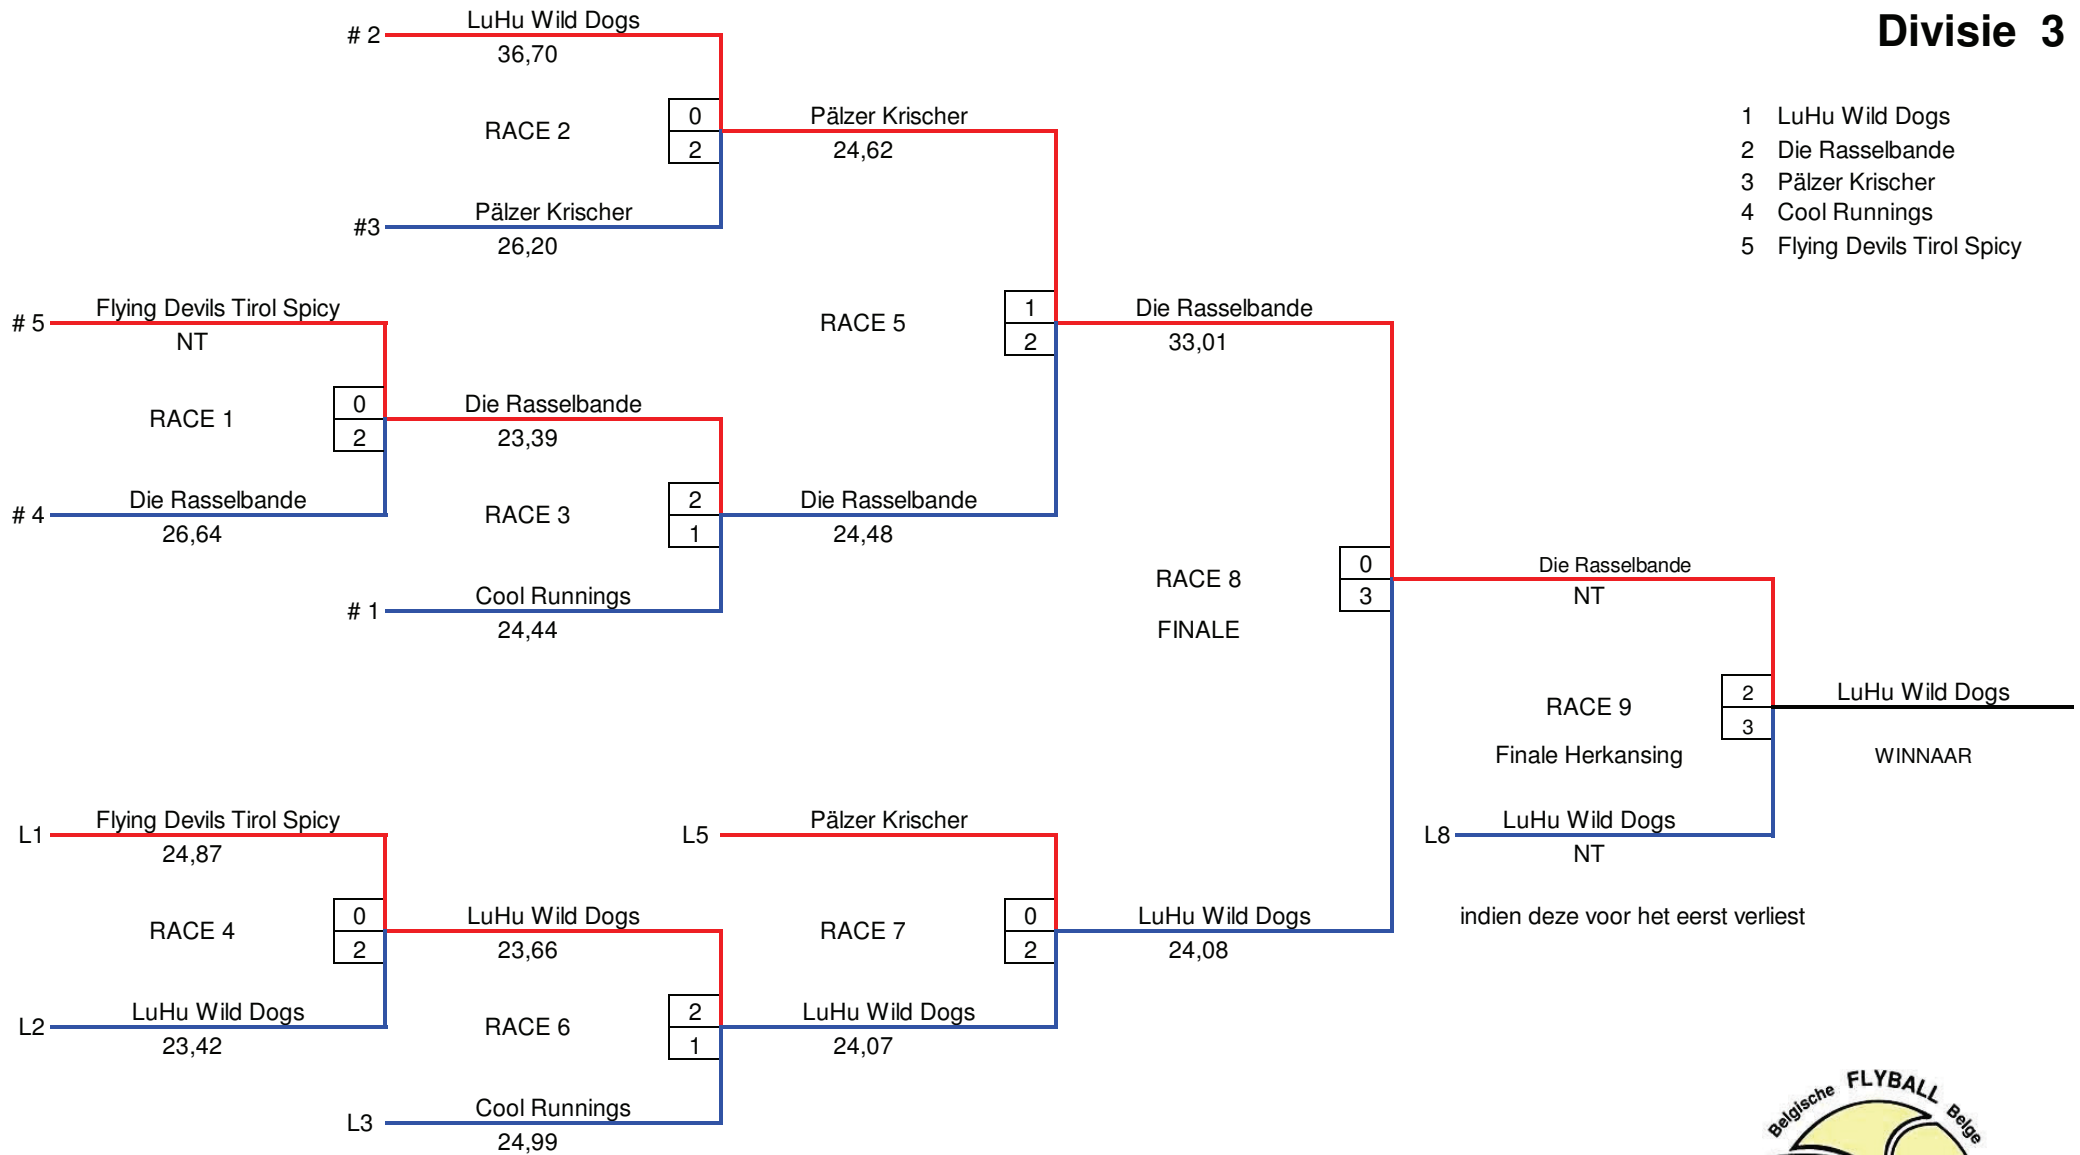 Divisie 3
LuHu Wild Dogs
# 2
36,70
RACE 2
0
2
Pälzer Krischer
24,62
Pälzer Krischer
#3
26,20
1 LuHu Wild Dogs
2 Die Rasselbande
3 Pälzer Krischer
4 Cool Runnings
5 Flying Devils Tirol Spicy
Flying Devils Tirol Spicy
# 5
NT
RACE 1
0
2
Die Rasselbande
23,39
Die Rasselbande
# 4
26,64
RACE 3
2
1
Die Rasselbande
24,48
Cool Runnings
# 1
24,44
RACE 5
1
2
Die Rasselbande
33,01
RACE 8
0
3
FINALE
Die Rasselbande
NT
RACE 9
2
3
Finale Herkansing
LuHu Wild Dogs
WINNAAR
LuHu Wild Dogs
L8
NT
indien deze voor het eerst verliest
Flying Devils Tirol Spicy
L1
24,87
RACE 4
0
2
LuHu Wild Dogs
23,66
LuHu Wild Dogs
L2
23,42
RACE 6
2
1
LuHu Wild Dogs
24,07
Cool Runnings
L3
24,99
Pälzer Krischer
L5
RACE 7
0
2
LuHu Wild Dogs
24,08
Belgische FLYBALL Belge